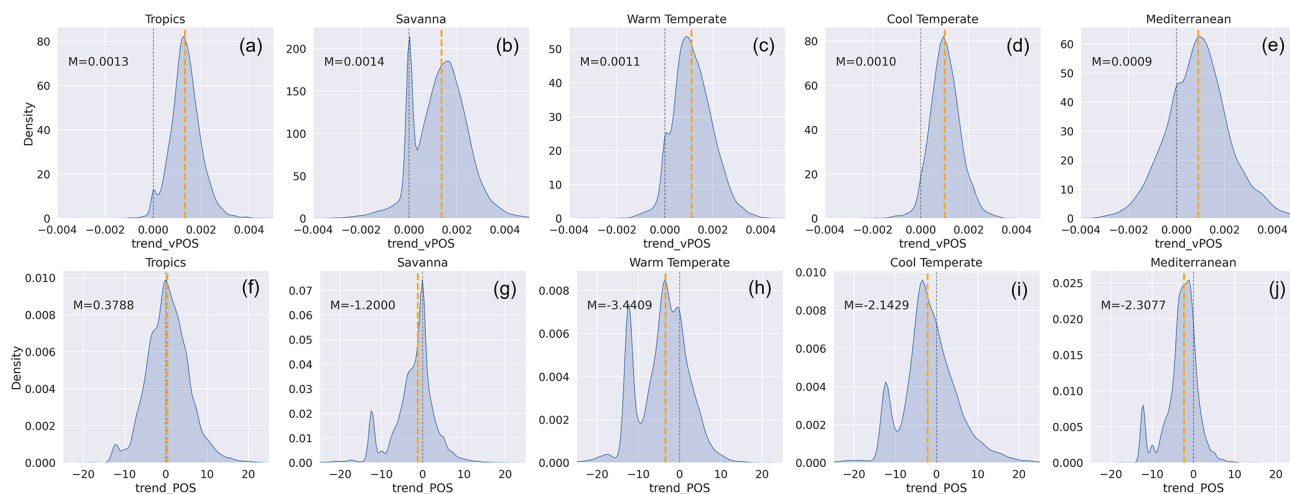 Tropics
(a)
M=0.0013
Density
80
60
40
20
0
−0.004 −0.002 0.000 0.002 0.004
trend_vPOS
Savanna
(b)
M=0.0014
200
150
100
50
0
−0.004 −0.002 0.000 0.002 0.004
trend_vPOS
Warm Temperate
(c)
M=0.0011
50
40
30
20
10
0
−0.004 −0.002 0.000 0.002 0.004
trend_vPOS
Cool Temperate
(d)
M=0.0010
80
60
40
20
0
−0.004 −0.002 0.000 0.002 0.004
trend_vPOS
Mediterranean
(e)
M=0.0009
60
50
40
30
20
10
0
−0.004 −0.002 0.000 0.002 0.004
trend_vPOS
Tropics
(f)
M=0.3788
Density
0.010
0.008
0.006
0.004
0.002
0.000
−20 −10 0 10 20
trend_POS
Savanna
(g)
M=-1.2000
0.07
0.06
0.05
0.04
0.03
0.02
0.01
0.00
−20 −10 0 10 20
trend_POS
Warm Temperate
(h)
M=-3.4409
0.008
0.006
0.004
0.002
0.000
−20 −10 0 10 20
trend_POS
Cool Temperate
(i)
M=-2.1429
0.010
0.008
0.006
0.004
0.002
0.000
−20 −10 0 10 20
trend_POS
Mediterranean
(j)
M=-2.3077
0.025
0.020
0.015
0.010
0.005
0.000
−20 −10 0 10 20
trend_POS